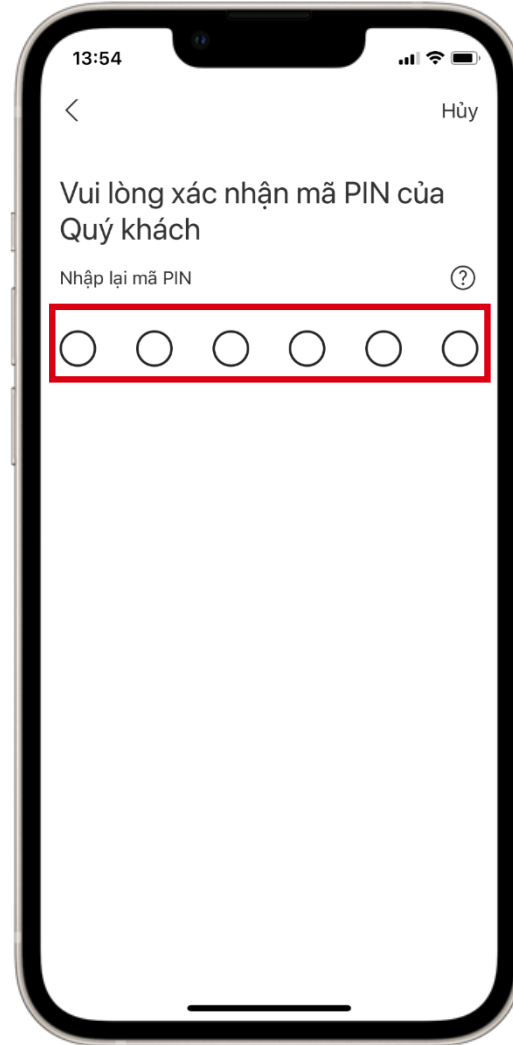 13:54
Hủy
Vui lòng xác nhận mã PIN của
Quý khách
Nhập lại mã PIN
?